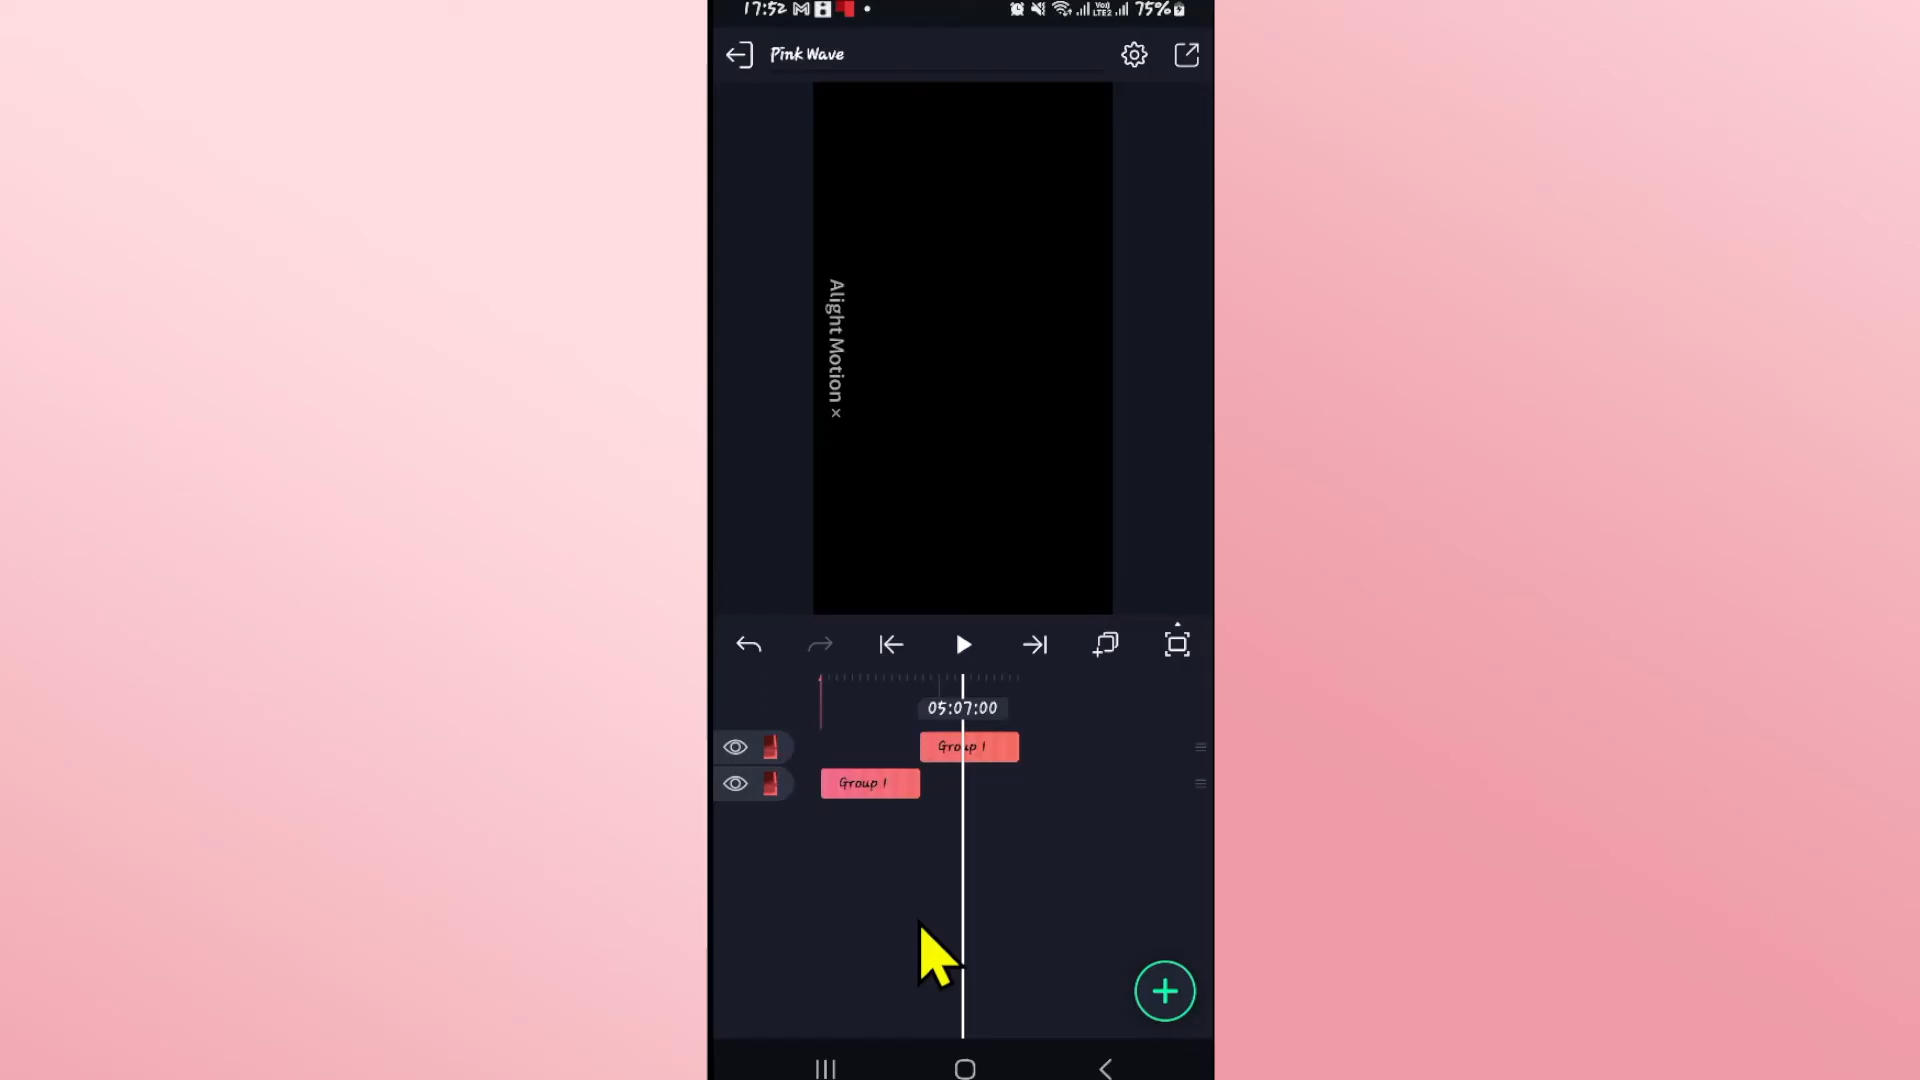 17:52 75%
Pink Wave
Alight Motion ×
05:07:00
Group 1
Group 1